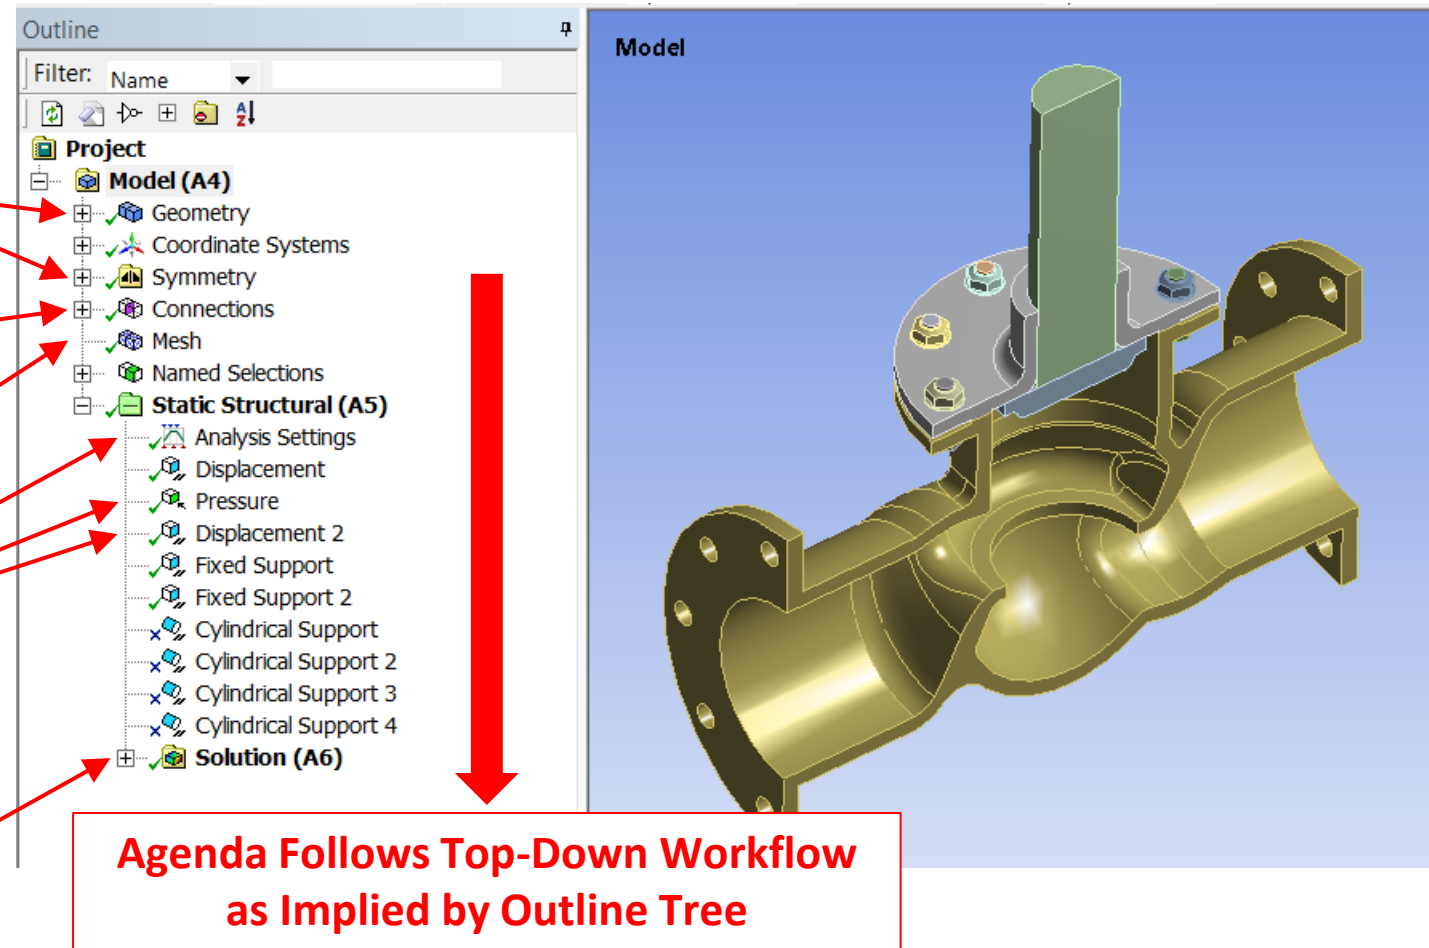 Outline
Filter: Name
Project
Model (A4)
Geometry
Coordinate Systems
Symmetry
Connections
Mesh
Named Selections
Static Structural (A5)
Analysis Settings
Displacement
Pressure
Displacement 2
Fixed Support
Fixed Support 2
Cylindrical Support
Cylindrical Support 2
Cylindrical Support 3
Cylindrical Support 4
Solution (A6)
Model
Agenda Follows Top-Down Workflow
as Implied by Outline Tree